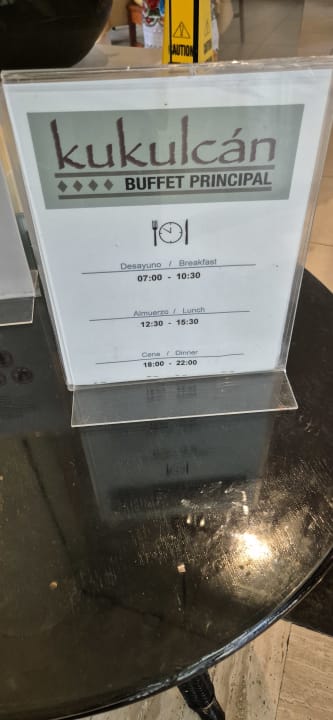 CAUTION
kukulcán
BUFFET PRINCIPAL
Desayuno / Breakfast
07:00 - 10:30
Almuerzo / Lunch
12:30 - 15:30
Cena / Dinner
18:00 - 22:00